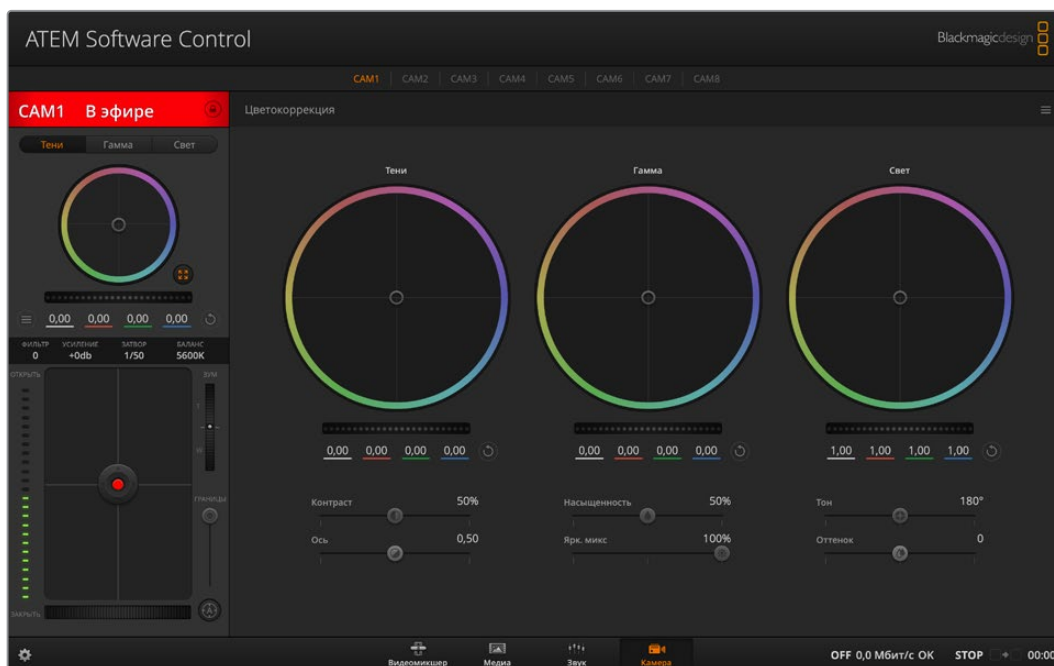 ATEM Software Control
Blackmagicdesign
CAM1 CAM2 CAM3 CAM4 CAM5 CAM6 CAM7 CAM8
CAM1 В эфире
Цветокоррекция
Тени Гамма Свет
Тени Гамма Свет
0,00 0,00 0,00 0,00
ФИЛЬТР УСИЛЕНИЕ ЗАТВОР БАЛАНС
0 +0db 1/50 5600K
ОТКРЫТЬ ЗУМ
ГРАНИЦЫ
ЗАКРЫТЬ
0,00 0,00 0,00 0,00 0,00 0,00 0,00 0,00 1,00 1,00 1,00 1,00
Контраст 50% Насыщенность 50% Тон 180°
Ось 0,50 Ярк. микс 100% Оттенок 0
Видеомикшер Медиа Звук Камера
OFF 0,0 Мбит/с OK STOP 00:00